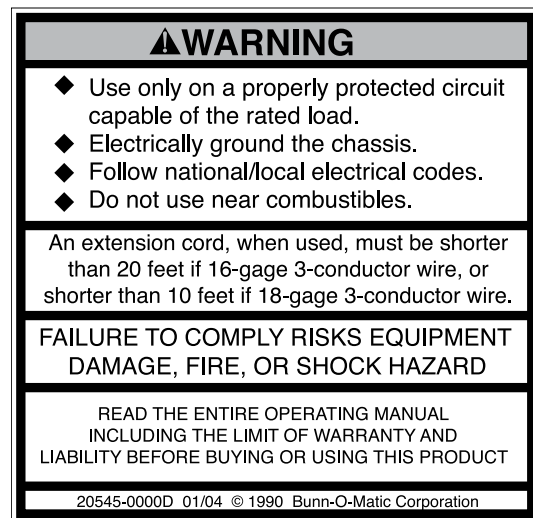 WARNING
◆ Use only on a properly protected circuit
capable of the rated load.
◆ Electrically ground the chassis.
◆ Follow national/local electrical codes.
◆ Do not use near combustibles.
An extension cord, when used, must be shorter
than 20 feet if 16-gage 3-conductor wire, or
shorter than 10 feet if 18-gage 3-conductor wire.
FAILURE TO COMPLY RISKS EQUIPMENT
DAMAGE, FIRE, OR SHOCK HAZARD
READ THE ENTIRE OPERATING MANUAL
INCLUDING THE LIMIT OF WARRANTY AND
LIABILITY BEFORE BUYING OR USING THIS PRODUCT
20545-0000D 01/04 © 1990 Bunn-O-Matic Corporation